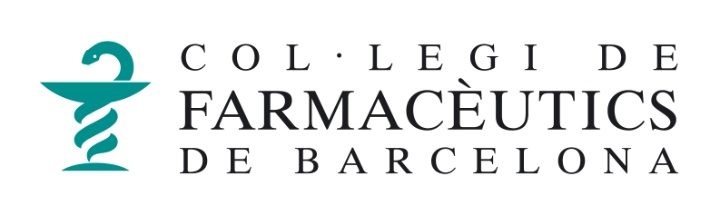 COL·LEGI DE
FARMACÈUTICS
DE BARCELONA